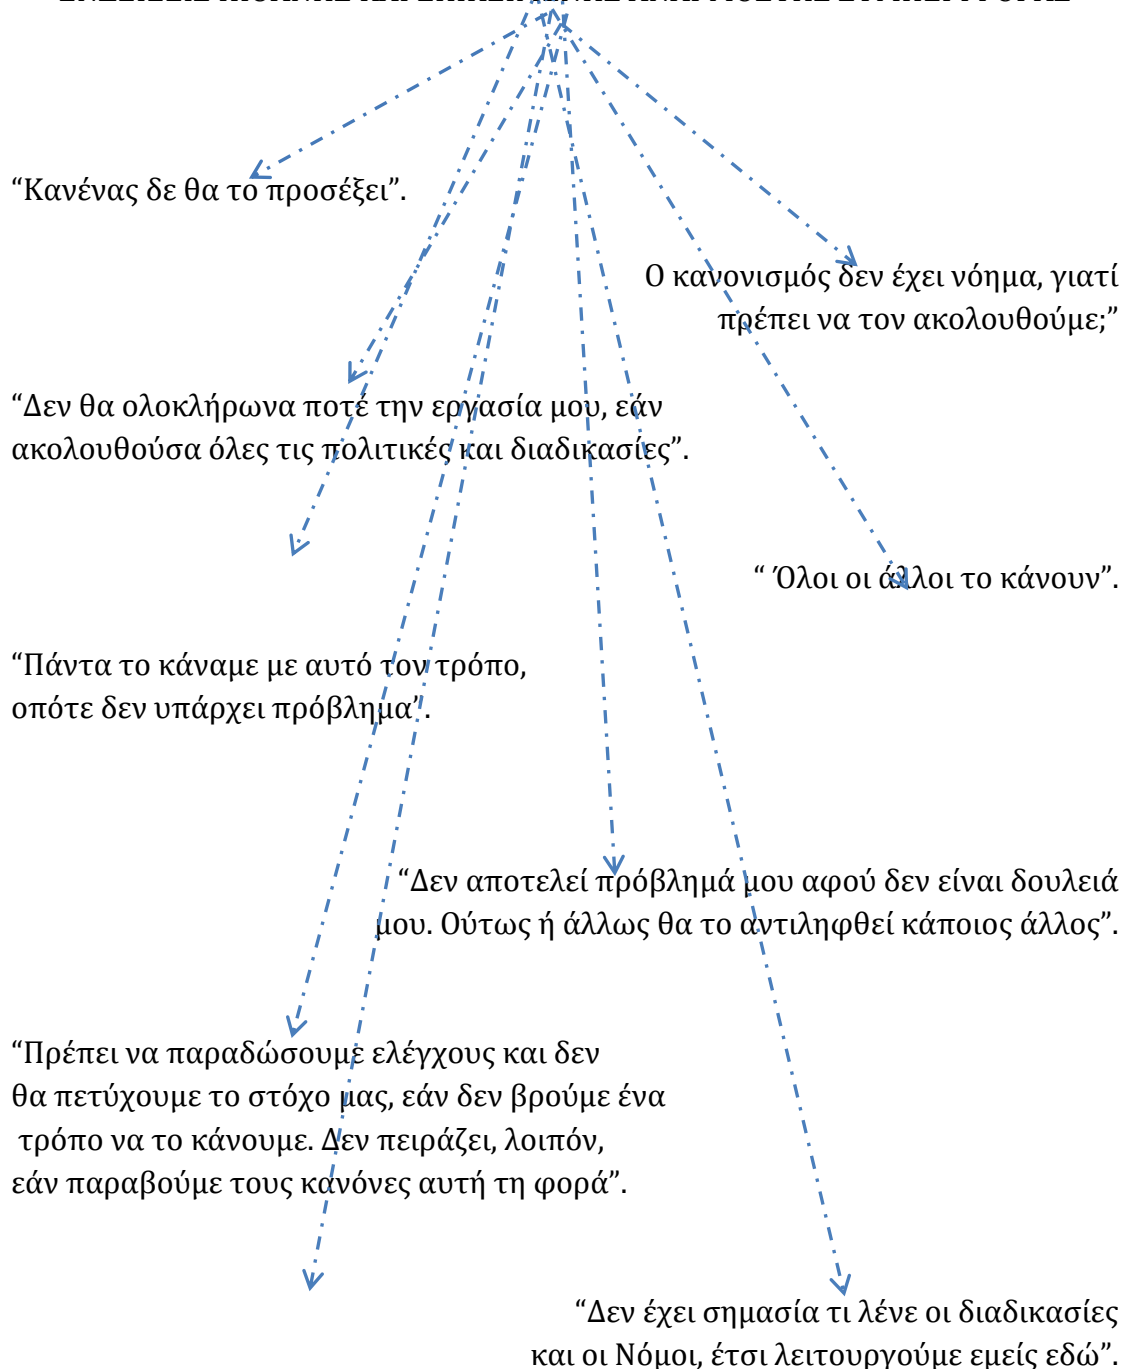 “Κανένας δε θα το προσέξει”.
Ο κανονισμός δεν έχει νόημα, γιατί
πρέπει να τον ακολουθούμε;”
“Δεν θα ολοκλήρωνα ποτέ την εργασία μου, εάν
ακολουθούσα όλες τις πολιτικές και διαδικασίες”.
“ Όλοι οι άλλοι το κάνουν”.
“Πάντα το κάναμε με αυτό τον τρόπο,
οπότε δεν υπάρχει πρόβλημα”.
“Δεν αποτελεί πρόβλημά μου αφού δεν είναι δουλειά
μου. Ούτως ή άλλως θα το αντιληφθεί κάποιος άλλος”.
“Πρέπει να παραδώσουμε ελέγχους και δεν
θα πετύχουμε το στόχο μας, εάν δεν βρούμε ένα
τρόπο να το κάνουμε. Δεν πειράζει, λοιπόν,
εάν παραβούμε τους κανόνες αυτή τη φορά”.
“Δεν έχει σημασία τι λένε οι διαδικασίες
και οι Νόμοι, έτσι λειτουργούμε εμείς εδώ”.